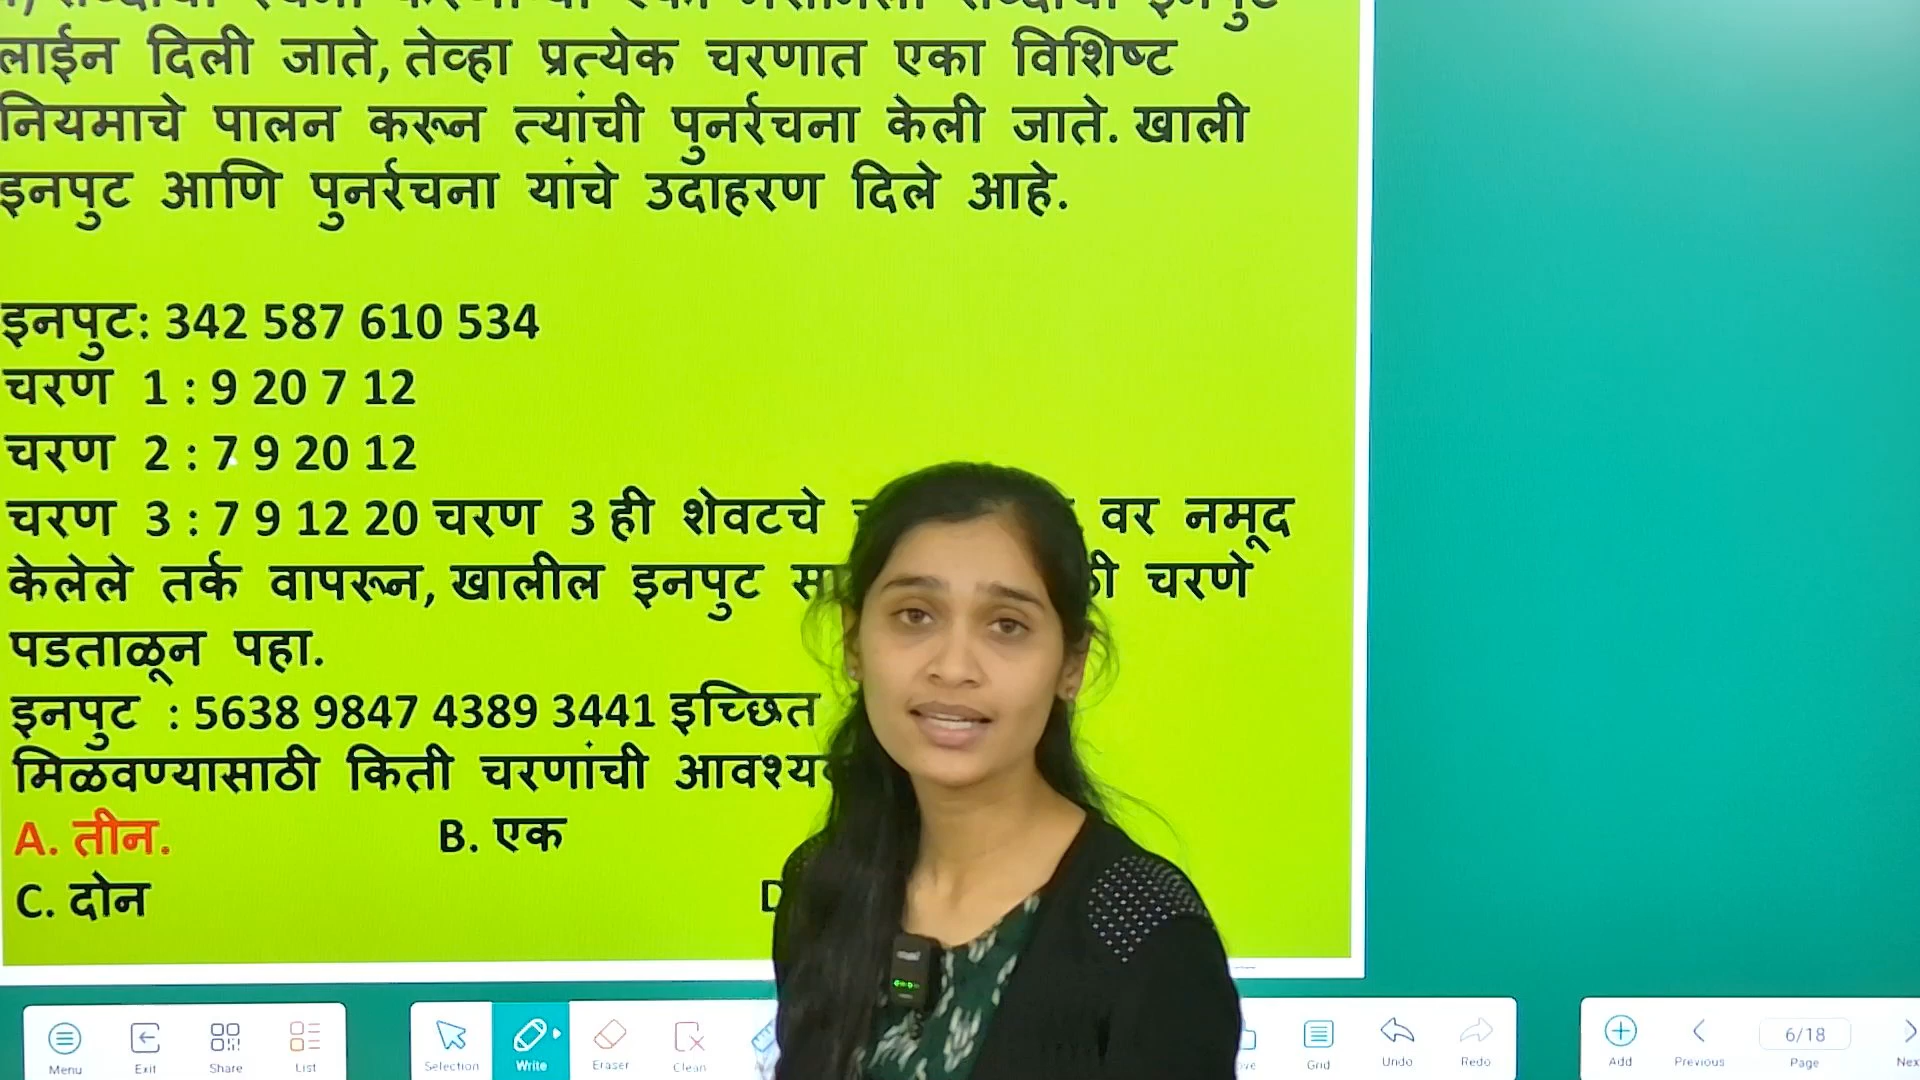 लाईन दिली जाते, तेव्हा प्रत्येक चरणात एका विशिष्ट
नियमाचे पालन करून त्यांची पुनर्रचना केली जाते. खाली
इनपुट आणि पुनर्रचना यांचे उदाहरण दिले आहे.
इनपुट: 342 587 610 534
चरण 1 : 9 20 7 12
चरण 2 : 7 9 20 12
चरण 3 : 7 9 12 20 चरण 3 ही शेवटचे वर नमूद
केलेले तर्क वापरून, खालील इनपुट चरणे
पडताळून पहा.
इनपुट : 5638 9847 4389 3441 इच्छित
मिळवण्यासाठी किती चरणांची
A. तीन. B. एक
C. दोन
Menu Exit Share List Selection Write Eraser Clean Grid Undo Redo Add Previous 6/18 Page